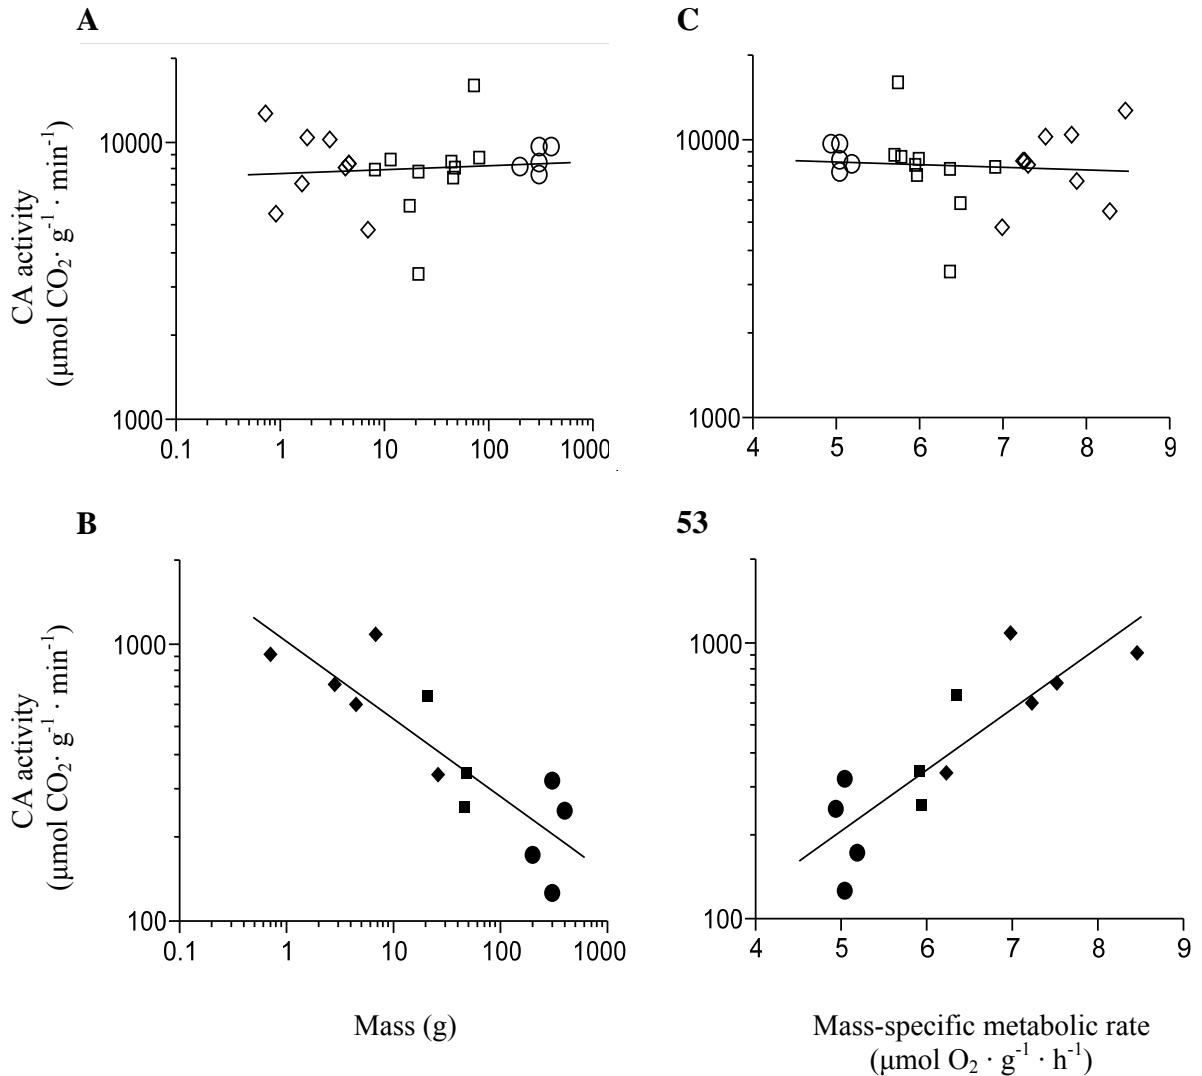 A
10000
1000
0.1 1 10 100 1000
CA activity
(μmol CO₂· g⁻¹ · min⁻¹)
C
10000
1000
4 5 6 7 8 9
B
1000
100
0.1 1 10 100 1000
CA activity
(μmol CO₂· g⁻¹ · min⁻¹)
Mass (g)
53
1000
100
4 5 6 7 8 9
Mass-specific metabolic rate
(μmol O₂ · g⁻¹ · h⁻¹)